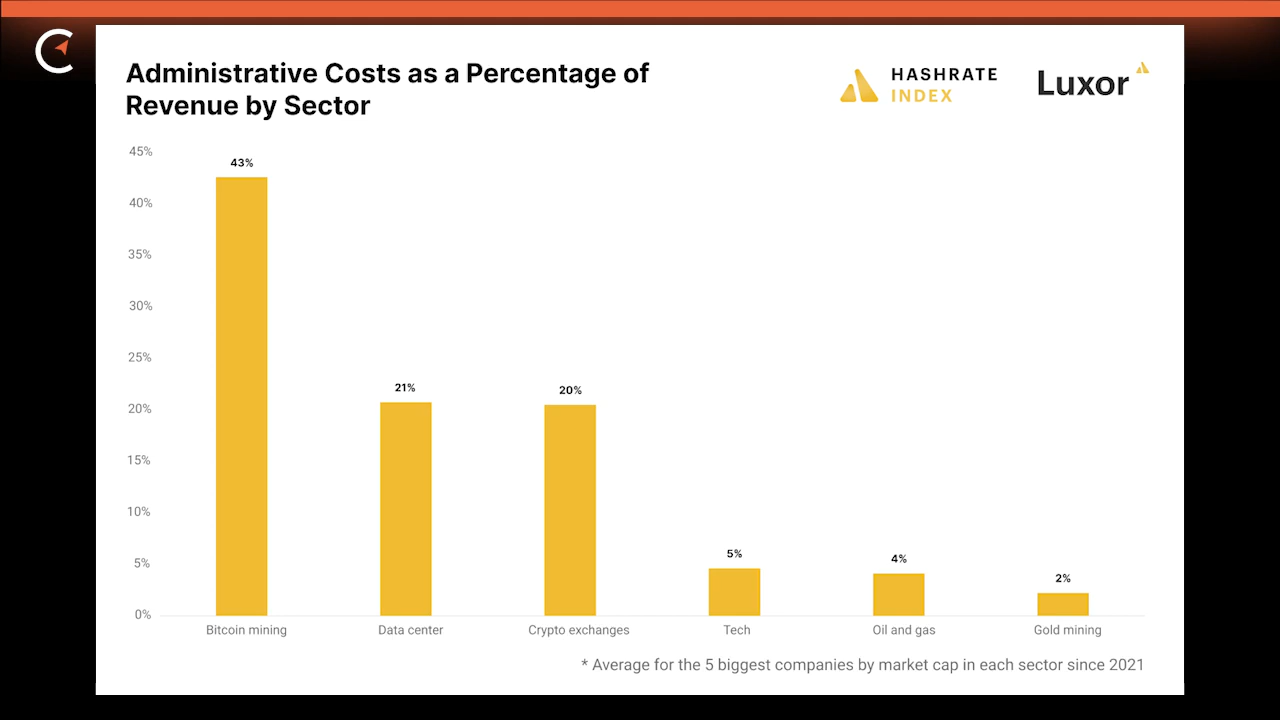 Administrative Costs as a Percentage of
Revenue by Sector
HASHRATE
INDEX
Luxor
45%
40%
35%
30%
25%
20%
15%
10%
5%
0%
43%
21%
20%
5%
4%
2%
Bitcoin mining
Data center
Crypto exchanges
Tech
Oil and gas
Gold mining
* Average for the 5 biggest companies by market cap in each sector since 2021